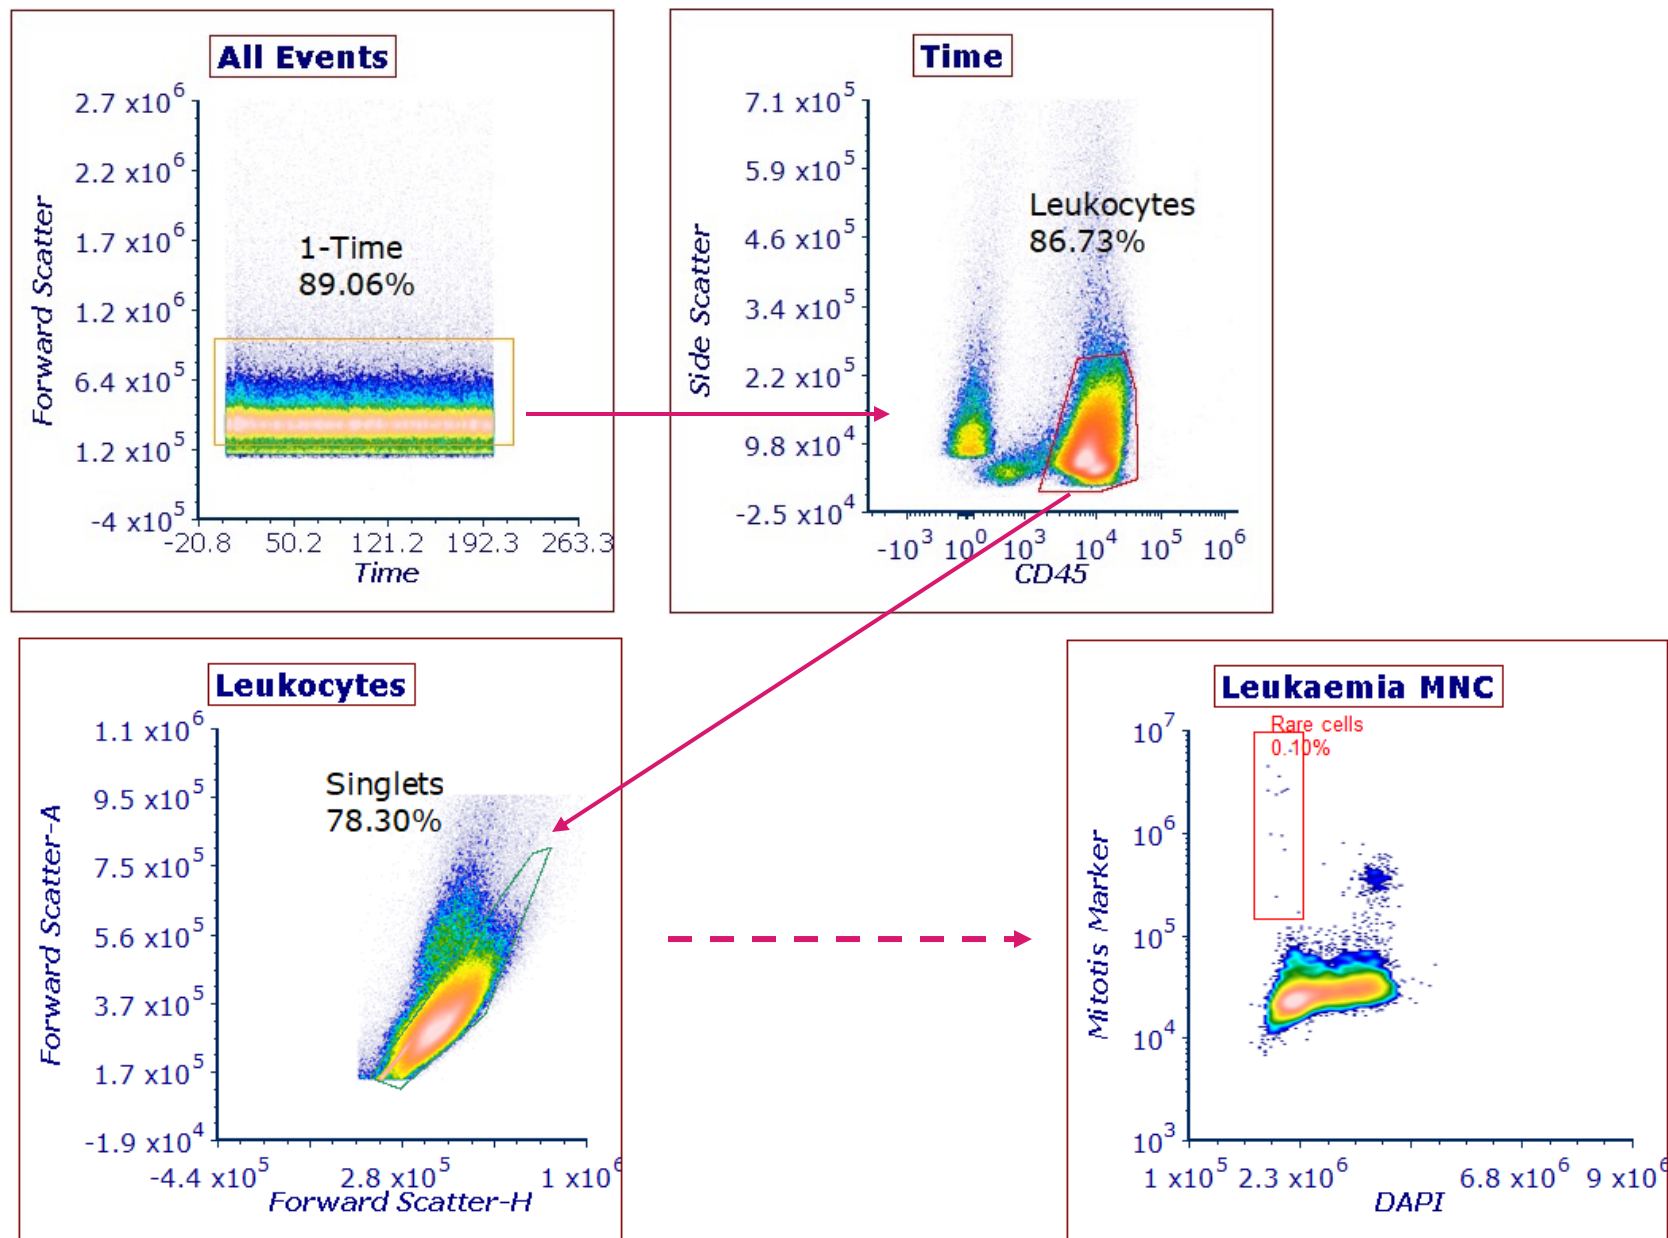 All Events
2.7 x10^6
2.2 x10^6
1.7 x10^6
1.2 x10^6
6.4 x10^5
1.2 x10^5
-4 x10^5
Forward Scatter
1-Time
89.06%
-20.8 50.2 121.2 192.3 263.3
Time
Time
7.1 x10^5
5.9 x10^5
4.6 x10^5
3.4 x10^5
2.2 x10^5
9.8 x10^4
-2.5 x10^4
Side Scatter
Leukocytes
86.73%
-10^3 10^0 10^3 10^4 10^5 10^6
CD45
Leukocytes
1.1 x10^6
9.5 x10^5
7.5 x10^5
5.6 x10^5
3.7 x10^5
1.7 x10^5
-1.9 x10^4
Forward Scatter-A
Singlets
78.30%
-4.4 x10^5 2.8 x10^5 1 x10^6
Forward Scatter-H
Leukaemia MNC
10^7
10^6
10^5
10^4
10^3
Mitotis Marker
Rare cells
0.10%
1 x10^5 2.3 x10^6 6.8 x10^6 9 x10^6
DAPI